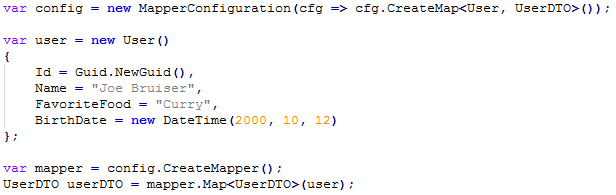 var config = new MapperConfiguration(cfg => cfg.CreateMap<User, UserDTO>());
var user = new User()
{
Id = Guid.NewGuid(),
Name = "Joe Bruiser",
FavoriteFood = "Curry",
BirthDate = new DateTime(2000, 10, 12)
};
var mapper = config.CreateMapper();
UserDTO userDTO = mapper.Map<UserDTO>(user);